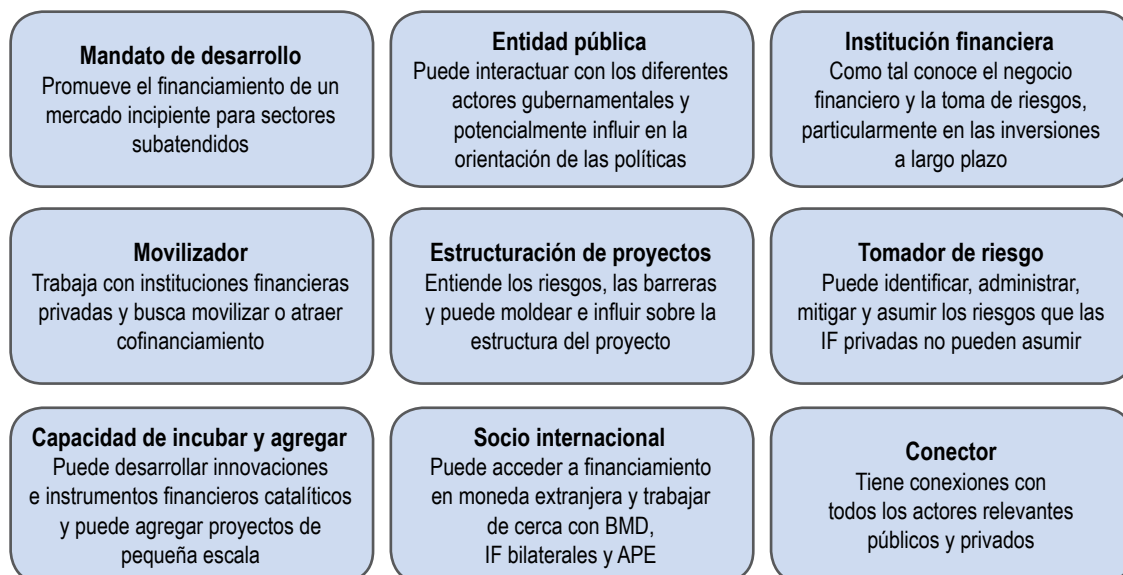 Mandato de desarrollo
Promueve el financiamiento de un
mercado incipiente para sectores
subatendidos
Entidad pública
Puede interactuar con los diferentes
actores gubernamentales y
potencialmente influir en la
orientación de las políticas
Institución financiera
Como tal conoce el negocio
financiero y la toma de riesgos,
particularmente en las inversiones
a largo plazo
Movilizador
Trabaja con instituciones financieras
privadas y busca movilizar o atraer
cofinanciamiento
Estructuración de proyectos
Entiende los riesgos, las barreras
y puede moldear e influir sobre la
estructura del proyecto
Tomador de riesgo
Puede identificar, administrar,
mitigar y asumir los riesgos que las
IF privadas no pueden asumir
Capacidad de incubar y agregar
Puede desarrollar innovaciones
e instrumentos financieros catalíticos
y puede agregar proyectos de
pequeña escala
Socio internacional
Puede acceder a financiamiento
en moneda extranjera y trabajar
de cerca con BMD,
IF bilaterales y APE
Conector
Tiene conexiones con
todos los actores relevantes
públicos y privados